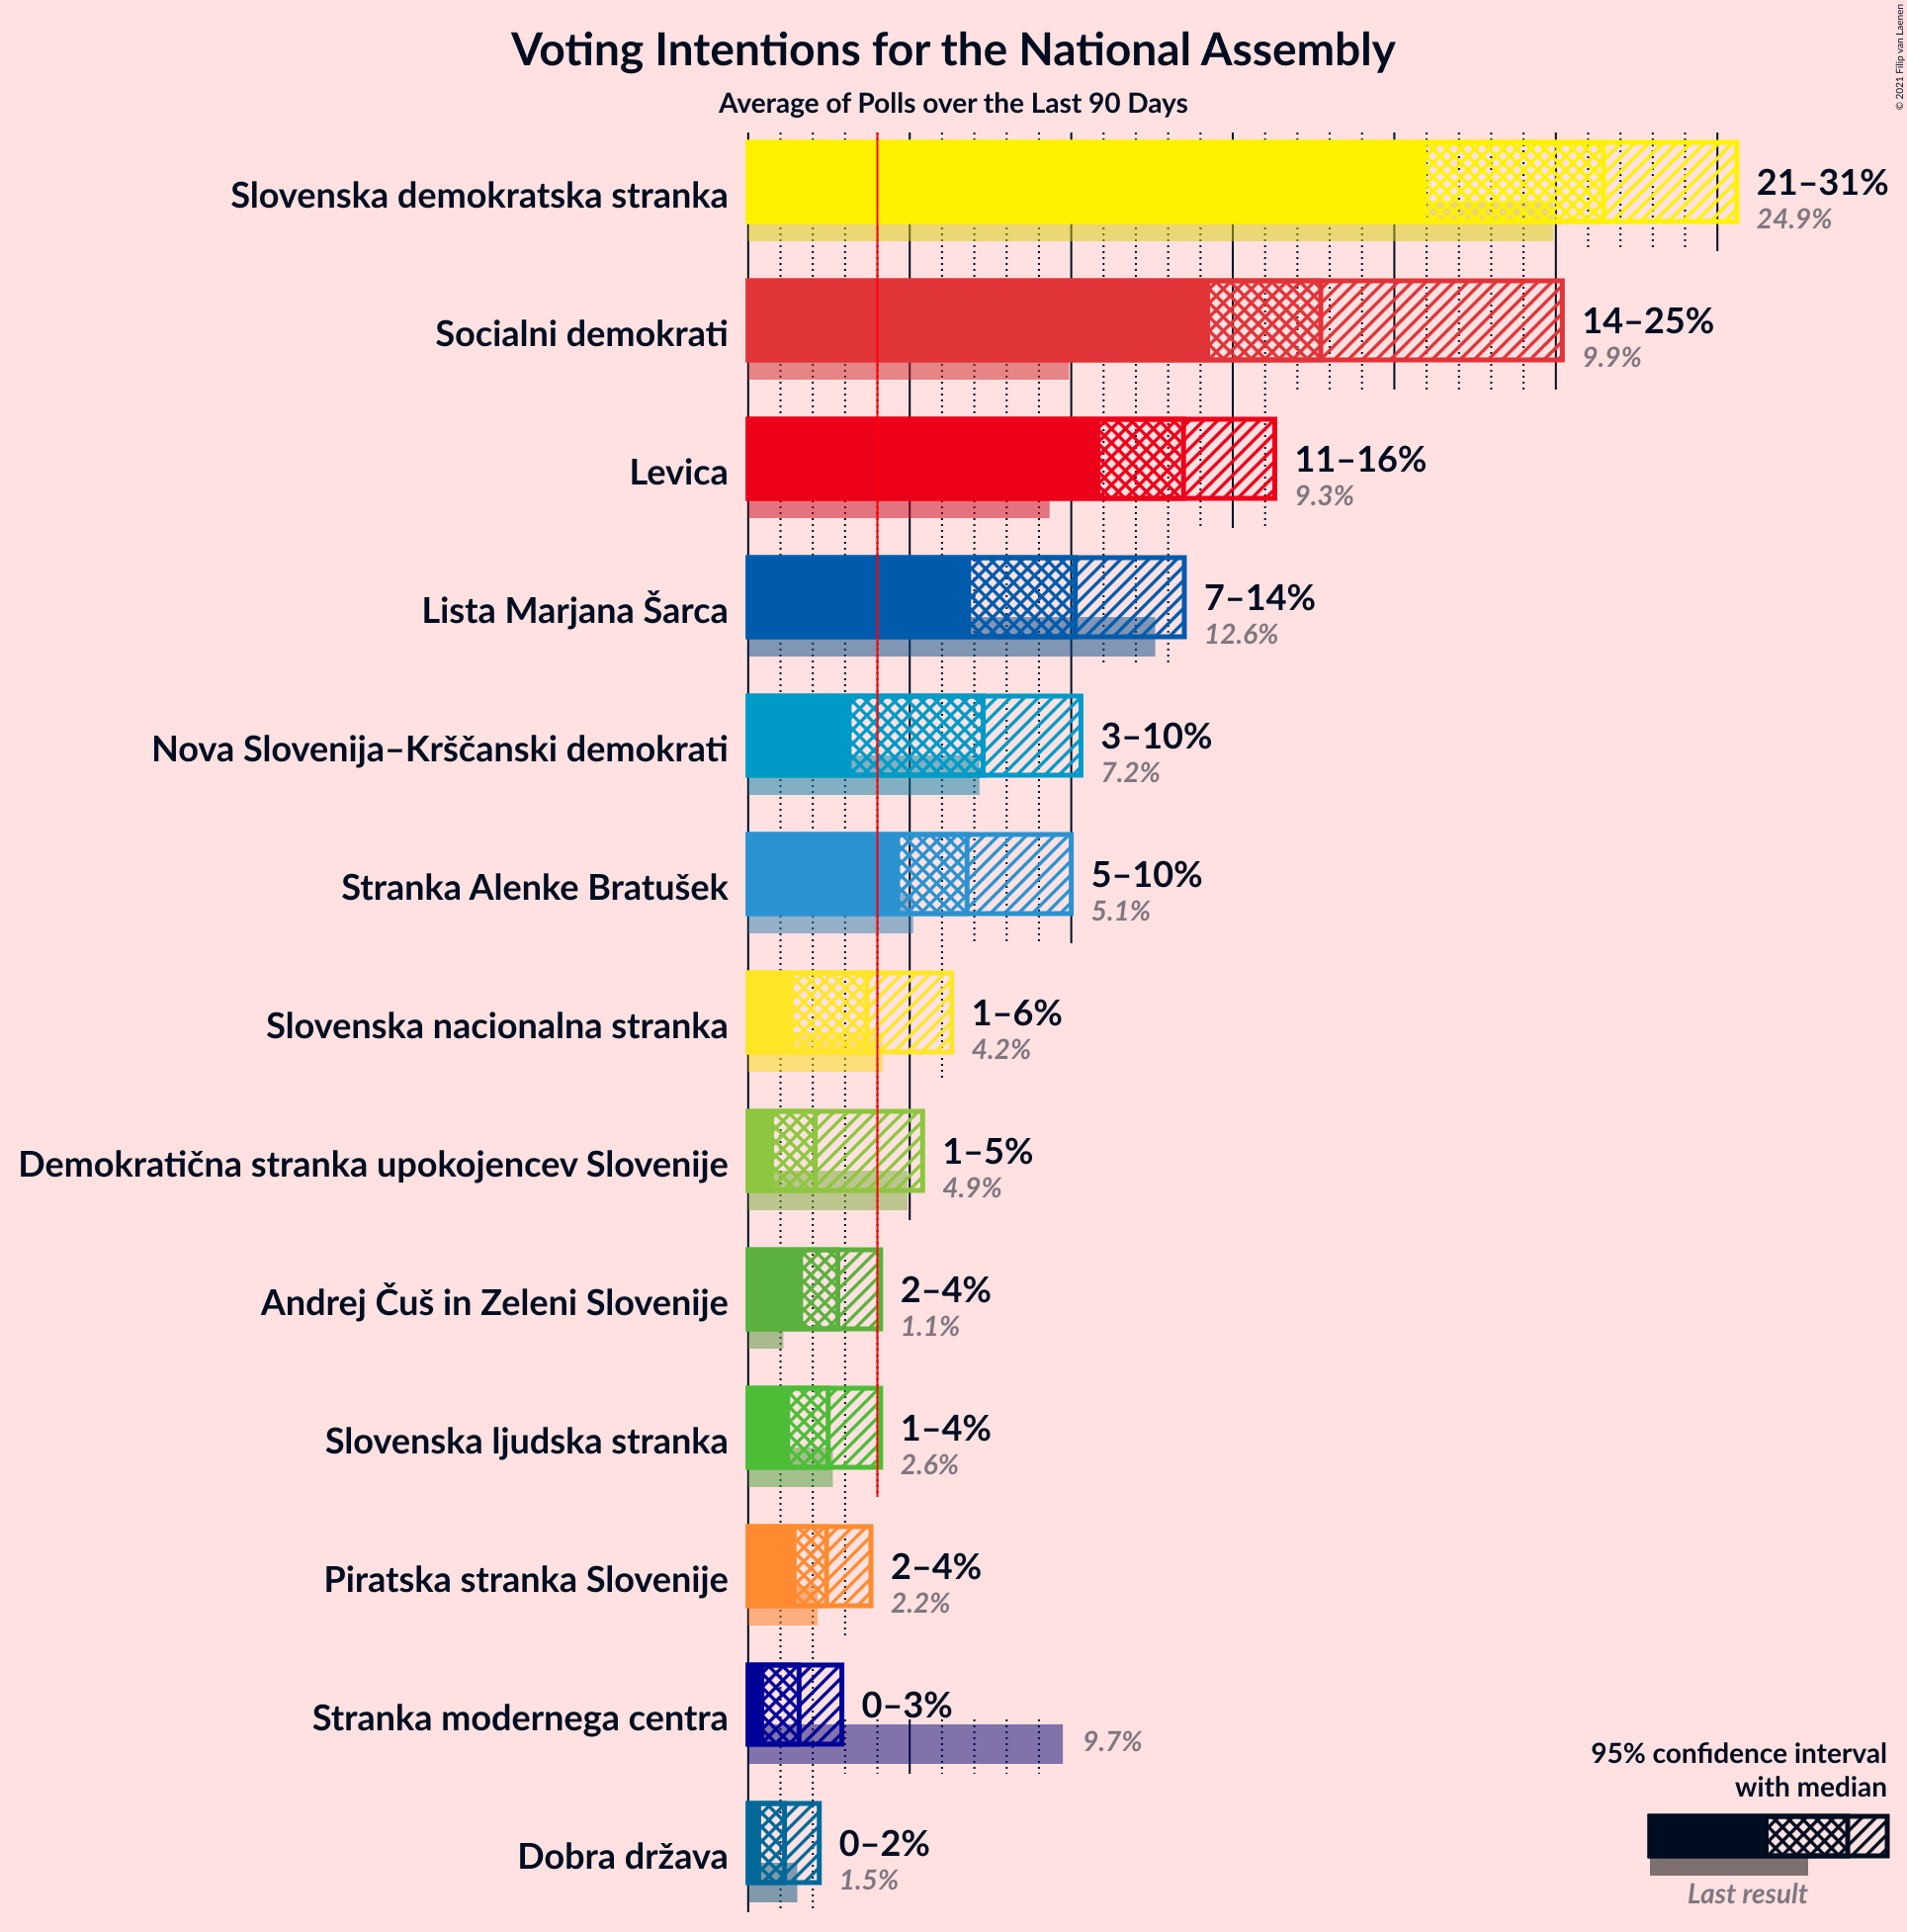 © 2021 Filip van Laenen
Voting Intentions for the National Assembly
Average of Polls over the Last 90 Days
Slovenska demokratska stranka
21–31%
24.9%
Socialni demokrati
14–25%
9.9%
Levica
11–16%
9.3%
Lista Marjana Šarca
7–14%
12.6%
Nova Slovenija–Krščanski demokrati
3–10%
7.2%
Stranka Alenke Bratušek
5–10%
5.1%
Slovenska nacionalna stranka
1–6%
4.2%
Demokratična stranka upokojencev Slovenije
1–5%
4.9%
Andrej Čuš in Zeleni Slovenije
2–4%
1.1%
Slovenska ljudska stranka
1–4%
2.6%
Piratska stranka Slovenije
2–4%
2.2%
Stranka modernega centra
0–3%
9.7%
Dobra država
0–2%
1.5%
95% confidence interval
with median
Last result